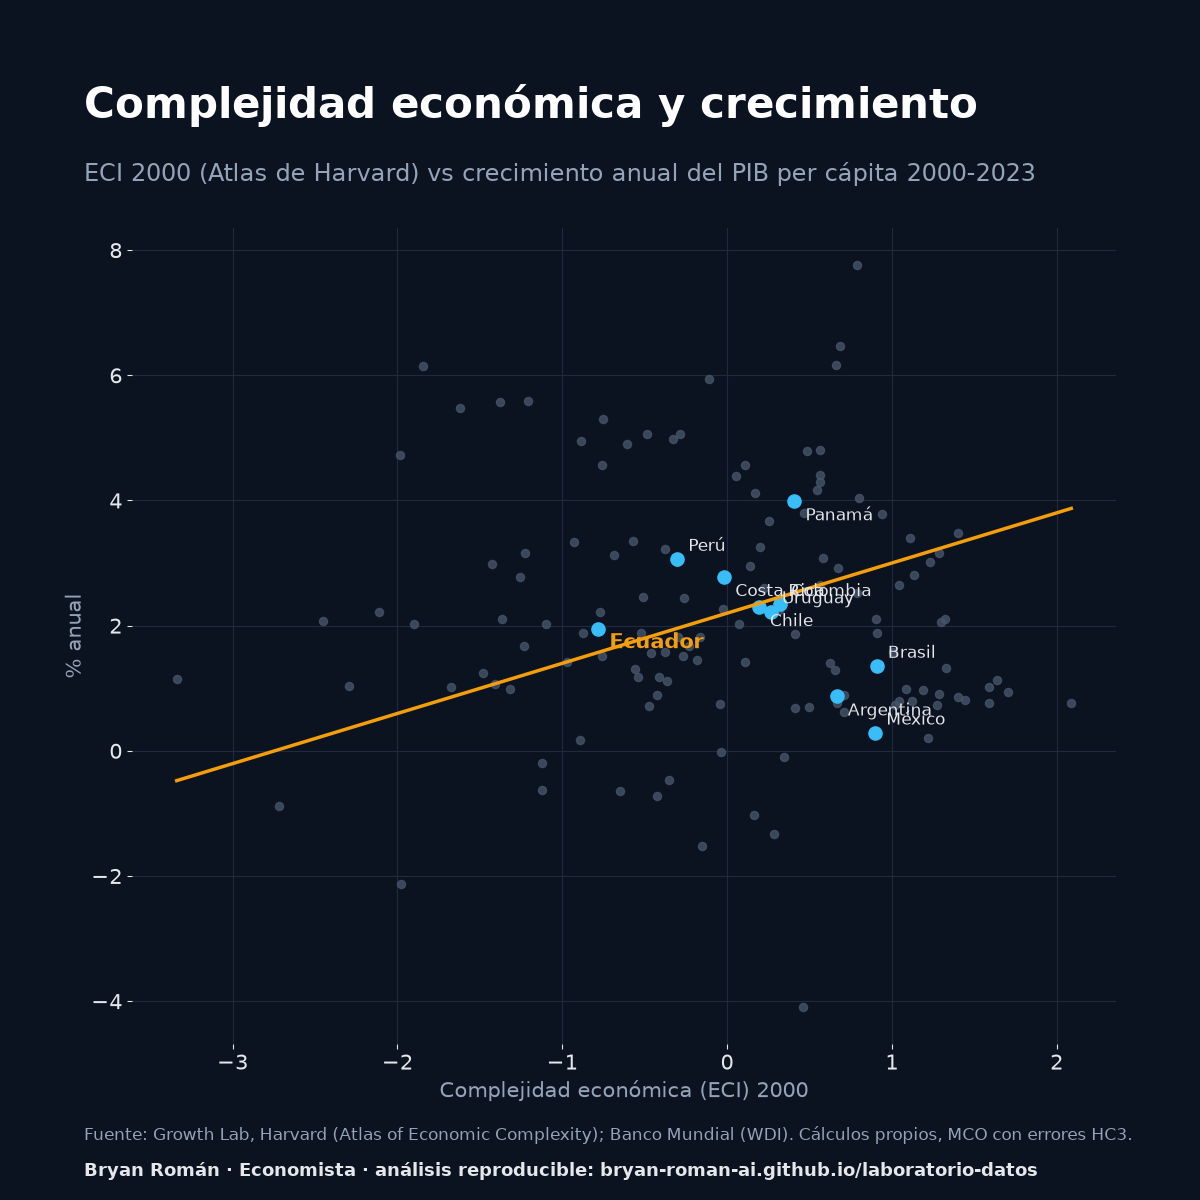 Complejidad económica y crecimiento
ECI 2000 (Atlas de Harvard) vs crecimiento anual del PIB per cápita 2000-2023
8
6
4
2
0
−2
−4
% anual
Panamá
Perú
Costa Rica
Colombia
Uruguay
Chile
Ecuador
Brasil
Argentina
México
−3
−2
−1
0
1
2
Complejidad económica (ECI) 2000
Fuente: Growth Lab, Harvard (Atlas of Economic Complexity); Banco Mundial (WDI). Cálculos propios, MCO con errores HC3.
Bryan Román · Economista · análisis reproducible: bryan-roman-ai.github.io/laboratorio-datos